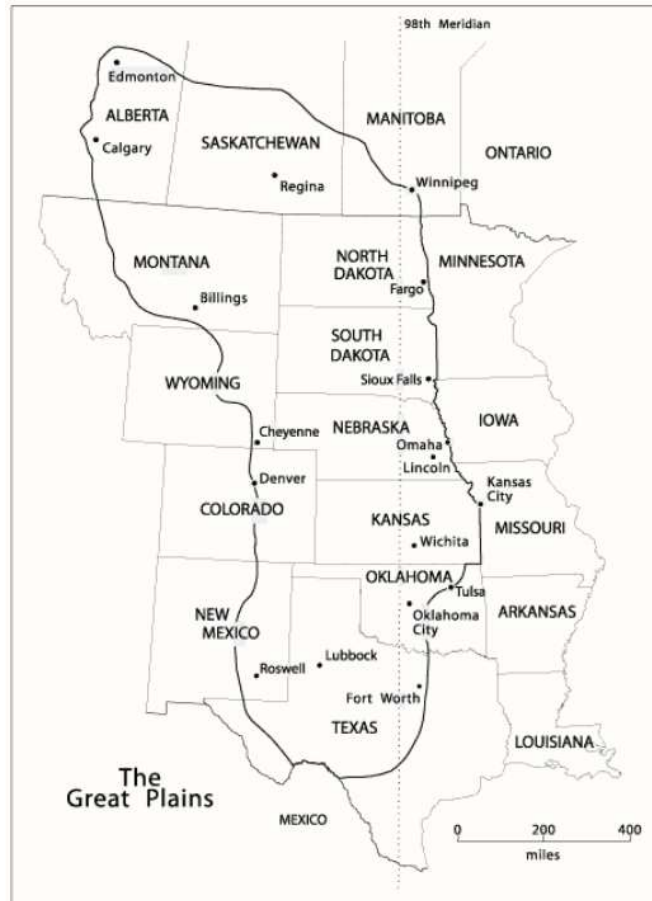 98th Meridian
Edmonton
ALBERTA
MANITOBA
SASKATCHEWAN
Calgary
ONTARIO
Regina
Winnipeg
NORTH
DAKOTA
MINNESOTA
MONTANA
Fargo
Billings
SOUTH
DAKOTA
WYOMING
Sioux Falls
NEBRASKA
IOWA
Cheyenne
Omaha
Lincoln
Denver
Kansas
City
COLORADO
KANSAS
MISSOURI
Wichita
OKLAHOMA
Tulsa
NEW
MEXICO
Oklahoma
City
ARKANSAS
Lubbock
Roswell
Fort Worth
TEXAS
LOUISIANA
The
Great Plains
MEXICO
0 200 400
miles